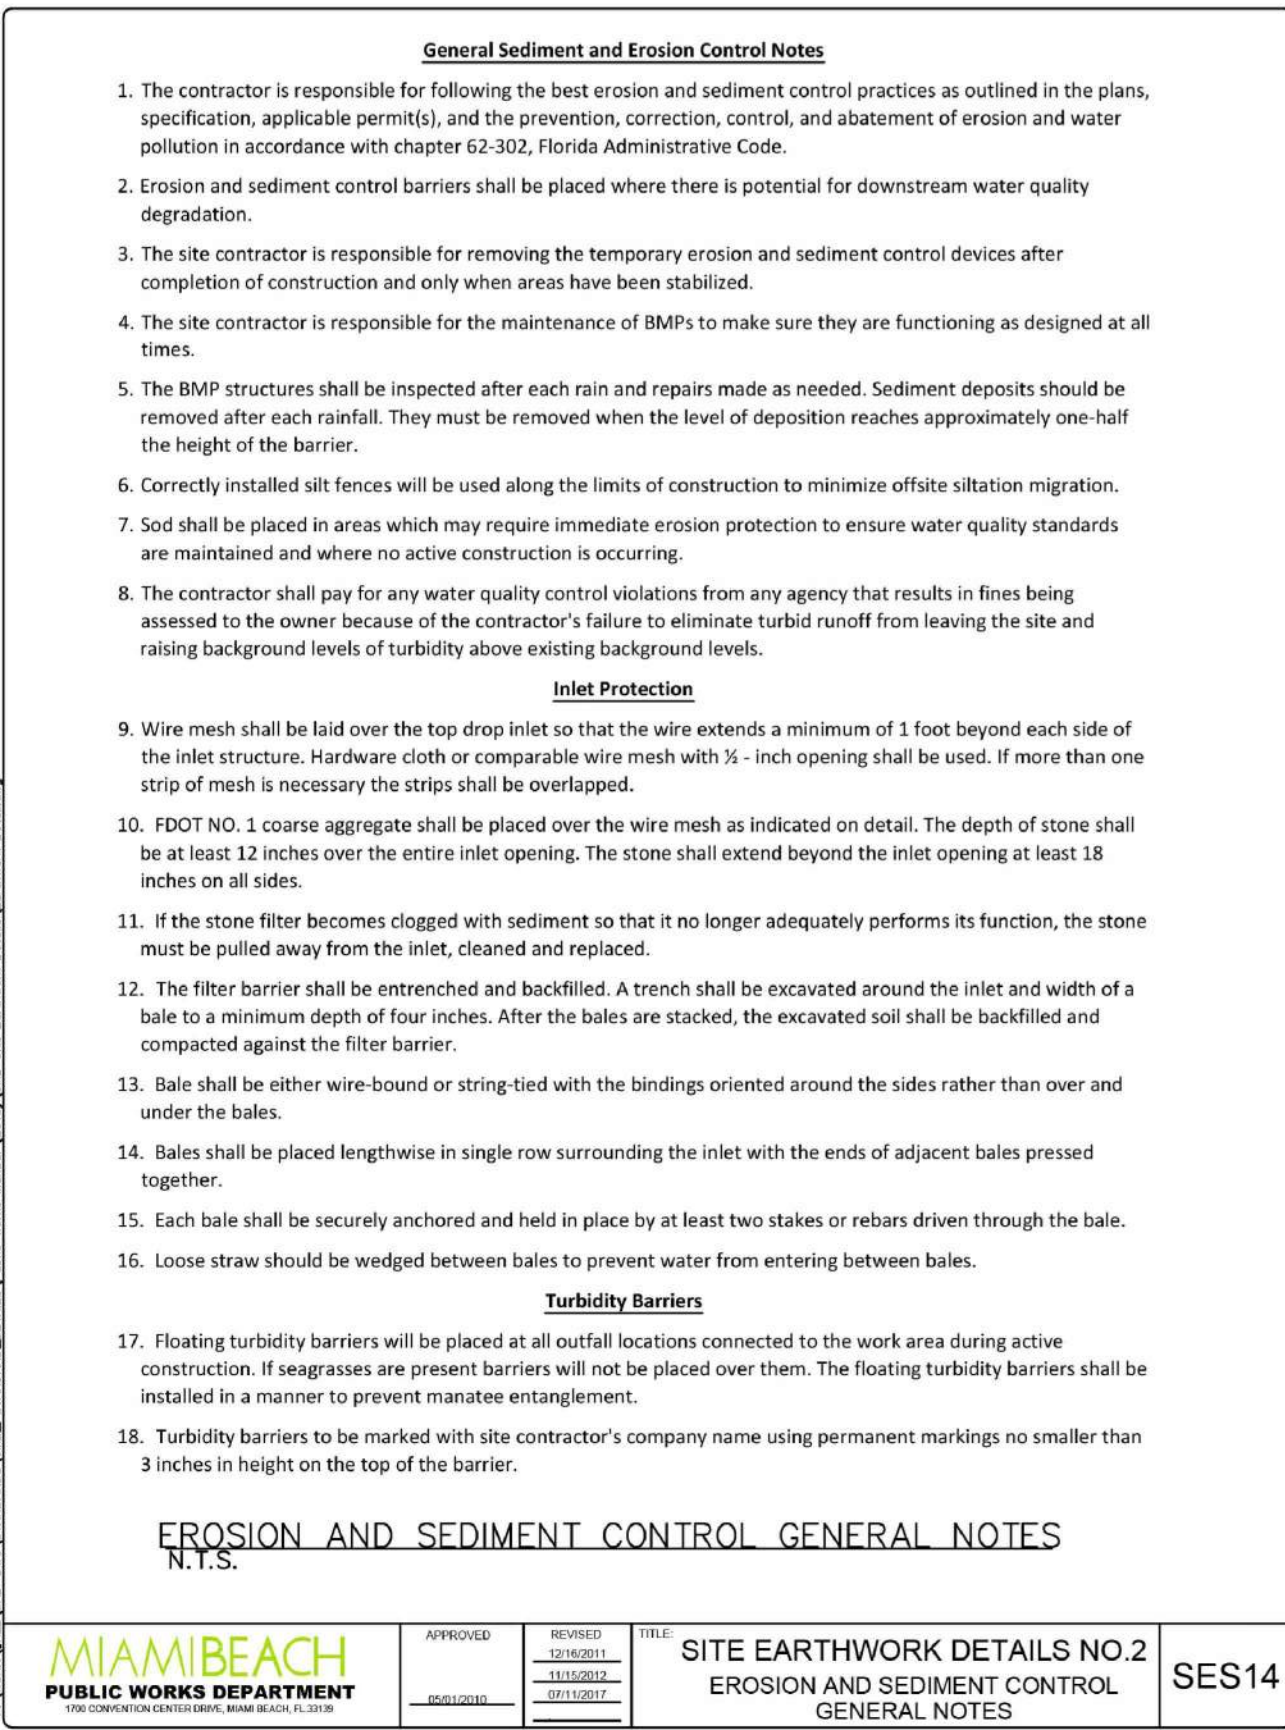 General Sediment and Erosion Control Notes
1. The contractor is responsible for following the best erosion and sediment control practices as outlined in the plans,
specification, applicable permit(s), and the prevention, correction, control, and abatement of erosion and water
pollution in accordance with chapter 62-302, Florida Administrative Code.
2. Erosion and sediment control barriers shall be placed where there is potential for downstream water quality
degradation.
3. The site contractor is responsible for removing the temporary erosion and sediment control devices after
completion of construction and only when areas have been stabilized.
4. The site contractor is responsible for the maintenance of BMPs to make sure they are functioning as designed at all
times.
5. The BMP structures shall be inspected after each rain and repairs made as needed. Sediment deposits should be
removed after each rainfall. They must be removed when the level of deposition reaches approximately one-half
the height of the barrier.
6. Correctly installed silt fences will be used along the limits of construction to minimize offsite siltation migration.
7. Sod shall be placed in areas which may require immediate erosion protection to ensure water quality standards
are maintained and where no active construction is occurring.
8. The contractor shall pay for any water quality control violations from any agency that results in fines being
assessed to the owner because of the contractor's failure to eliminate turbid runoff from leaving the site and
raising background levels of turbidity above existing background levels.
Inlet Protection
9. Wire mesh shall be laid over the top drop inlet so that the wire extends a minimum of 1 foot beyond each side of
the inlet structure. Hardware cloth or comparable wire mesh with ½ - inch opening shall be used. If more than one
strip of mesh is necessary the strips shall be overlapped.
10. FDOT NO. 1 coarse aggregate shall be placed over the wire mesh as indicated on detail. The depth of stone shall
be at least 12 inches over the entire inlet opening. The stone shall extend beyond the inlet opening at least 18
inches on all sides.
11. If the stone filter becomes clogged with sediment so that it no longer adequately performs its function, the stone
must be pulled away from the inlet, cleaned and replaced.
12. The filter barrier shall be entrenched and backfilled. A trench shall be excavated around the inlet and width of a
bale to a minimum depth of four inches. After the bales are stacked, the excavated soil shall be backfilled and
compacted against the filter barrier.
13. Bale shall be either wire-bound or string-tied with the bindings oriented around the sides rather than over and
under the bales.
14. Bales shall be placed lengthwise in single row surrounding the inlet with the ends of adjacent bales pressed
together.
15. Each bale shall be securely anchored and held in place by at least two stakes or rebars driven through the bale.
16. Loose straw should be wedged between bales to prevent water from entering between bales.
Turbidity Barriers
17. Floating turbidity barriers will be placed at all outfall locations connected to the work area during active
construction. If seagrasses are present barriers will not be placed over them. The floating turbidity barriers shall be
installed in a manner to prevent manatee entanglement.
18. Turbidity barriers to be marked with site contractor's company name using permanent markings no smaller than
3 inches in height on the top of the barrier.
EROSION AND SEDIMENT CONTROL GENERAL NOTES
N.T.S.
MIAMIBEACH
PUBLIC WORKS DEPARTMENT
1700 CONVENTION CENTER DRIVE, MIAMI BEACH, FL.33139
APPROVED
05/01/2010
REVISED
12/16/2011
11/15/2012
07/11/2017
TITLE:
SITE EARTHWORK DETAILS NO.2
EROSION AND SEDIMENT CONTROL
GENERAL NOTES
SES14